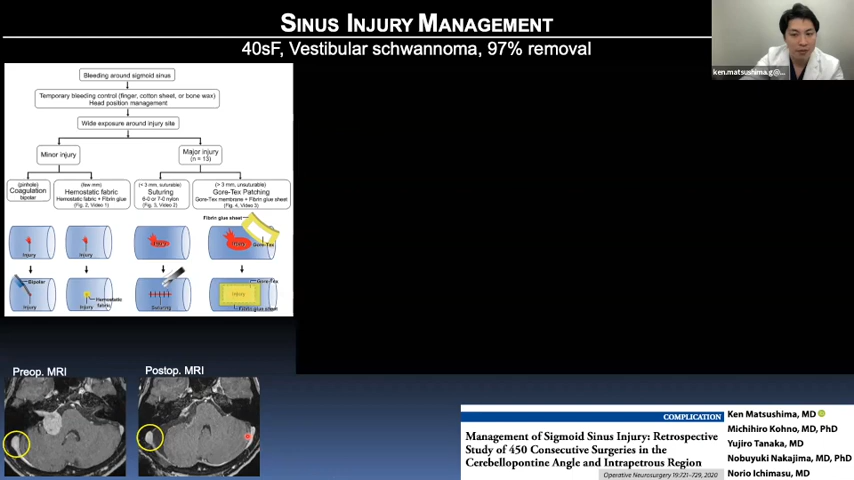 SINUS INJURY MANAGEMENT
40sF, Vestibular schwannoma, 97% removal
ken.matsushima.g@...
Bleeding around sigmoid sinus
Temporary bleeding control (finger, cotton sheet, or bone wax)
Head position management
Wide exposure around injury site
Minor injury
Major injury
(n = 13)
(pinhole)
Coagulation
bipolar
(few mm)
Hemostatic fabric
Hemostatic fabric + Fibrin glue
(Fig. 2, Video 1)
(< 3 mm, suturable)
Suturing
6-0 or 7-0 nylon
(Fig. 3, Video 2)
(> 3 mm, unsuturable)
Gore-Tex Patching
Gore-Tex membrane + Fibrin glue sheet
(Fig. 4, Video 3)
Fibrin glue sheet
Gore-Tex
Injury
Injury
Injury
Injury
Bipolar
Injury
Hemostatic
fabric
Injury
Suturing
Gore-Tex
Injury
Fibrin glue sheet
Preop. MRI
Postop. MRI
COMPLICATION
Management of Sigmoid Sinus Injury: Retrospective
Study of 450 Consecutive Surgeries in the
Cerebellopontine Angle and Intrapetrous Region
Operative Neurosurgery 19:721–729, 2020
Ken Matsushima, MD
Michihiro Kohno, MD, PhD
Yujiro Tanaka, MD
Nobuyuki Nakajima, MD, PhD
Norio Ichimasu, MD